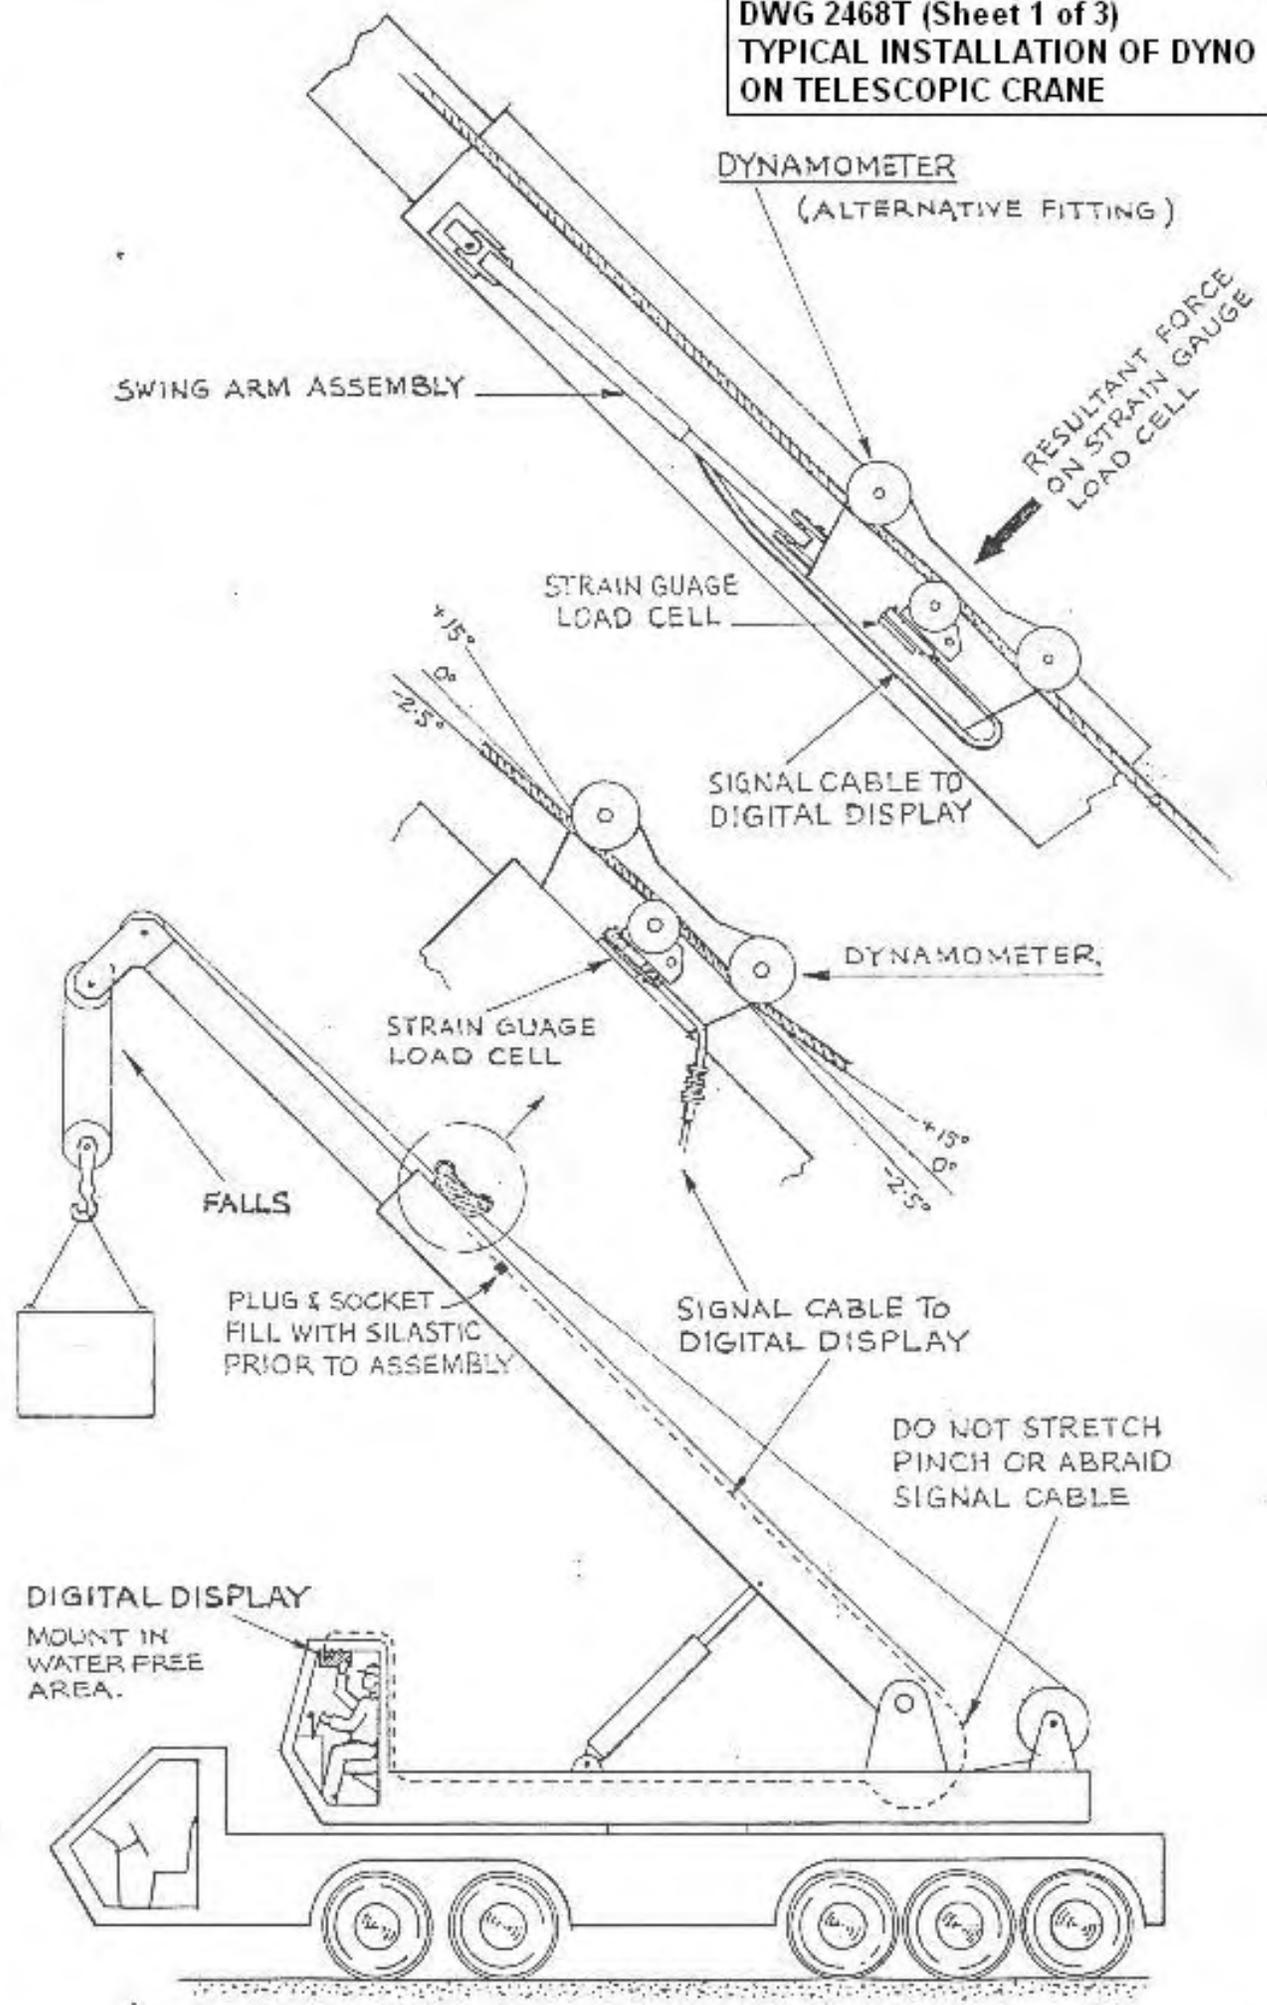 DWG 2468T (Sheet 1 of 3)
TYPICAL INSTALLATION OF DYNO
ON TELESCOPIC CRANE
DYNAMOMETER
(ALTERNATIVE FITTING)
RESULTANT FORCE
ON STRAIN GAUGE
LOAD CELL
SWING ARM ASSEMBLY
STRAIN GUAGE
LOAD CELL
+15°
0°
-2.5°
SIGNAL CABLE TO
DIGITAL DISPLAY
DYNAMOMETER.
STRAIN GUAGE
LOAD CELL
+15°
0°
-2.5°
FALLS
PLUG & SOCKET
FILL WITH SILASTIC
PRIOR TO ASSEMBLY
SIGNAL CABLE TO
DIGITAL DISPLAY
DO NOT STRETCH
PINCH OR ABRAID
SIGNAL CABLE
DIGITAL DISPLAY
MOUNT IN
WATER FREE
AREA.